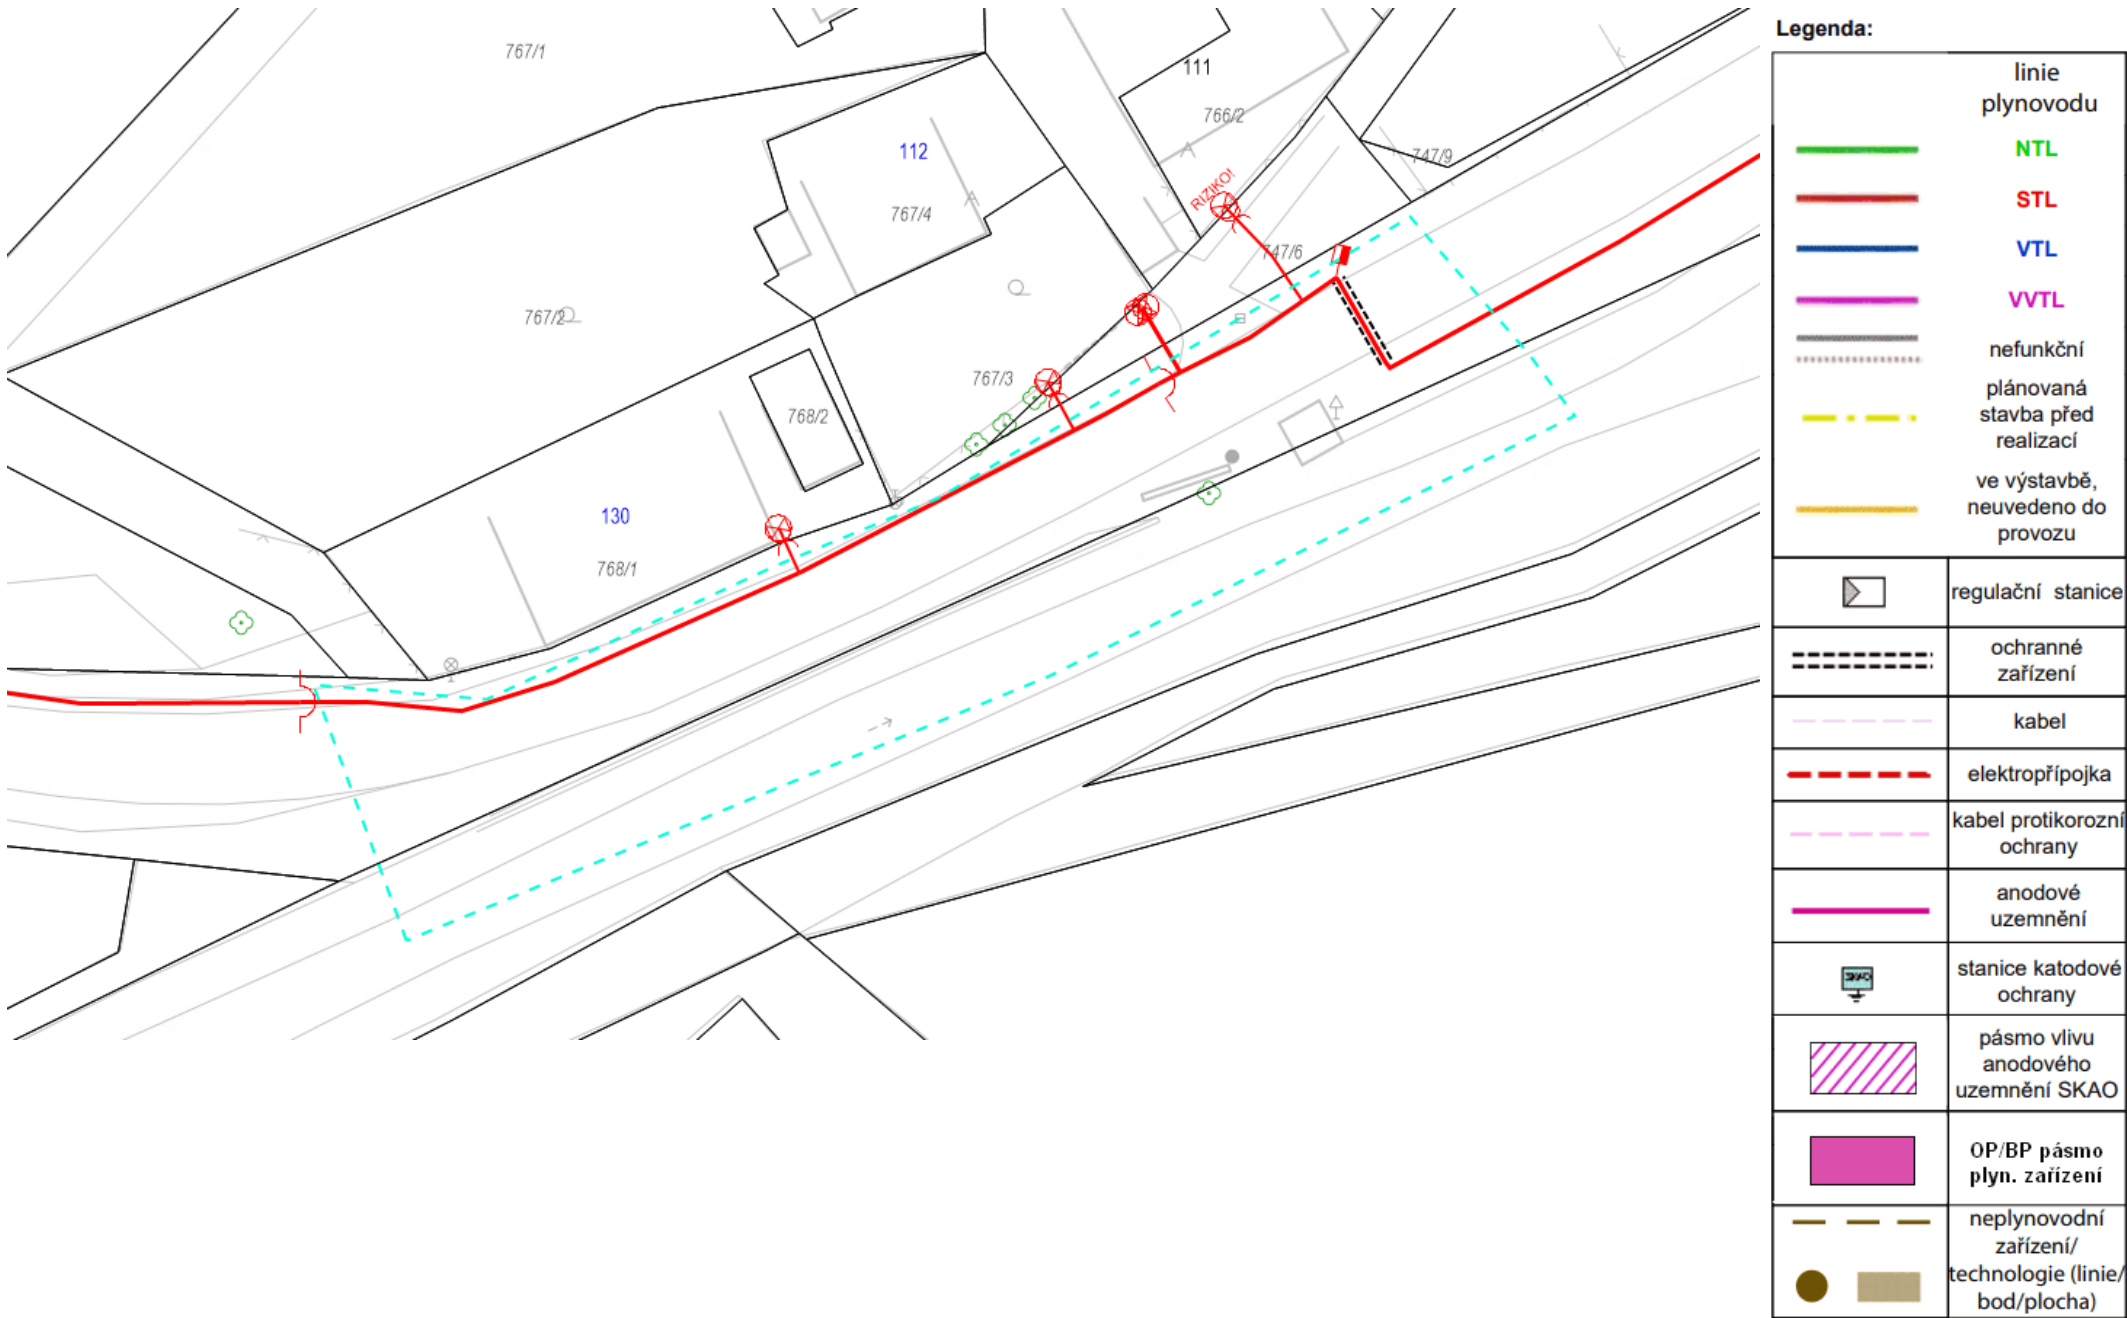 767/1
111
766/2
112
767/4
747/9
RIZIKO!
747/6
767/2
767/3
768/2
130
768/1
Legenda:
linie
plynovodu
NTL
STL
VTL
VVTL
nefunkční
plánovaná
stavba před
realizací
ve výstavbě,
neuvedeno do
provozu
regulační stanice
ochranné
zařízení
kabel
elektropřípojka
kabel protikorozní
ochrany
anodové
uzemnění
SKAO
stanice katodové
ochrany
pásmo vlivu
anodového
uzemnění SKAO
OP/BP pásmo
plyn. zařízení
neplynovodní
zařízení/
technologie (linie/
bod/plocha)